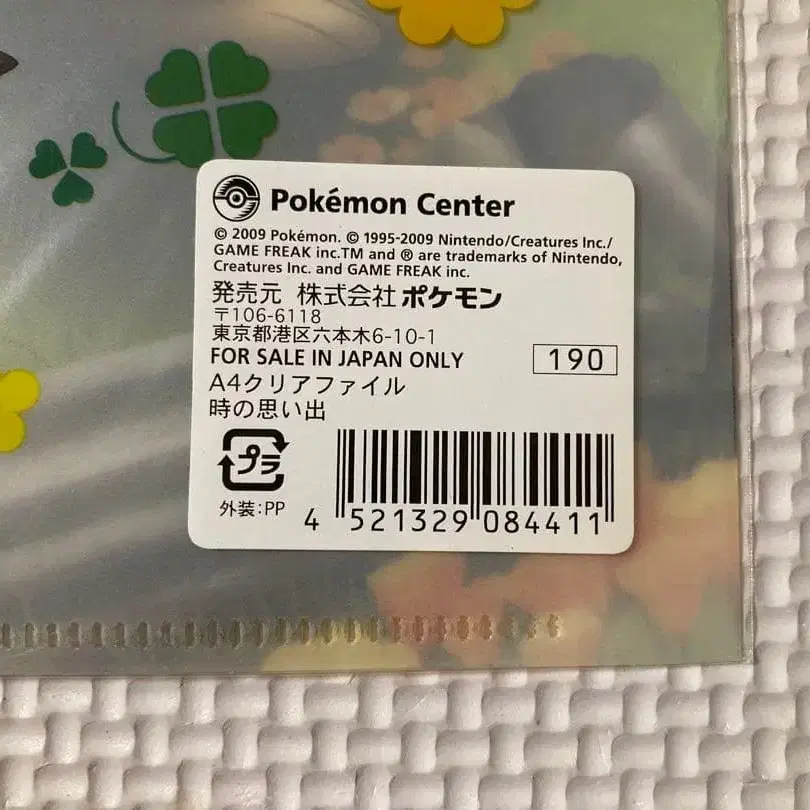 Pokémon Center
© 2009 Pokémon. © 1995-2009 Nintendo/Creatures Inc./
GAME FREAK inc.TM and ® are trademarks of Nintendo,
Creatures Inc. and GAME FREAK inc.
発売元 株式会社ポケモン
〒106-6118
東京都港区六本木6-10-1
FOR SALE IN JAPAN ONLY
190
A4クリアファイル
時の思い出
プラ
外装:PP
4 521329 084411